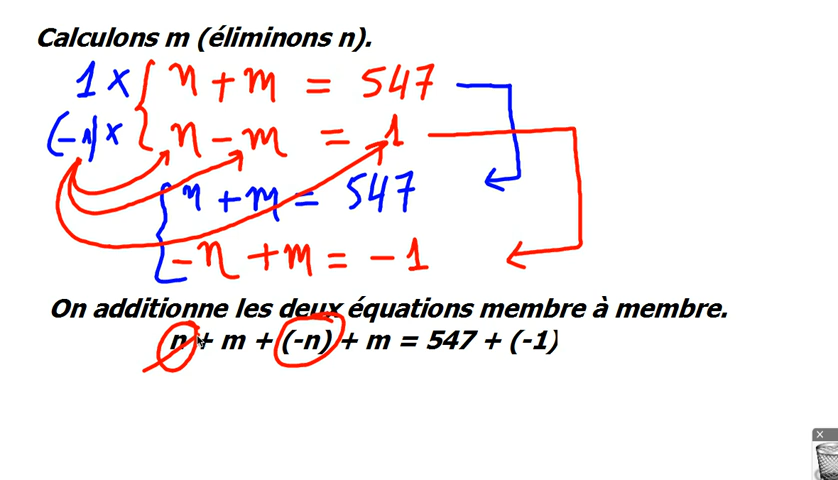 Calculons m (éliminons n).
1 × { n + m = 547
(-1) × { n - m = 1
{ n + m = 547
-n + m = -1
On additionne les deux équations membre à membre.
n + m + (-n) + m = 547 + (-1)